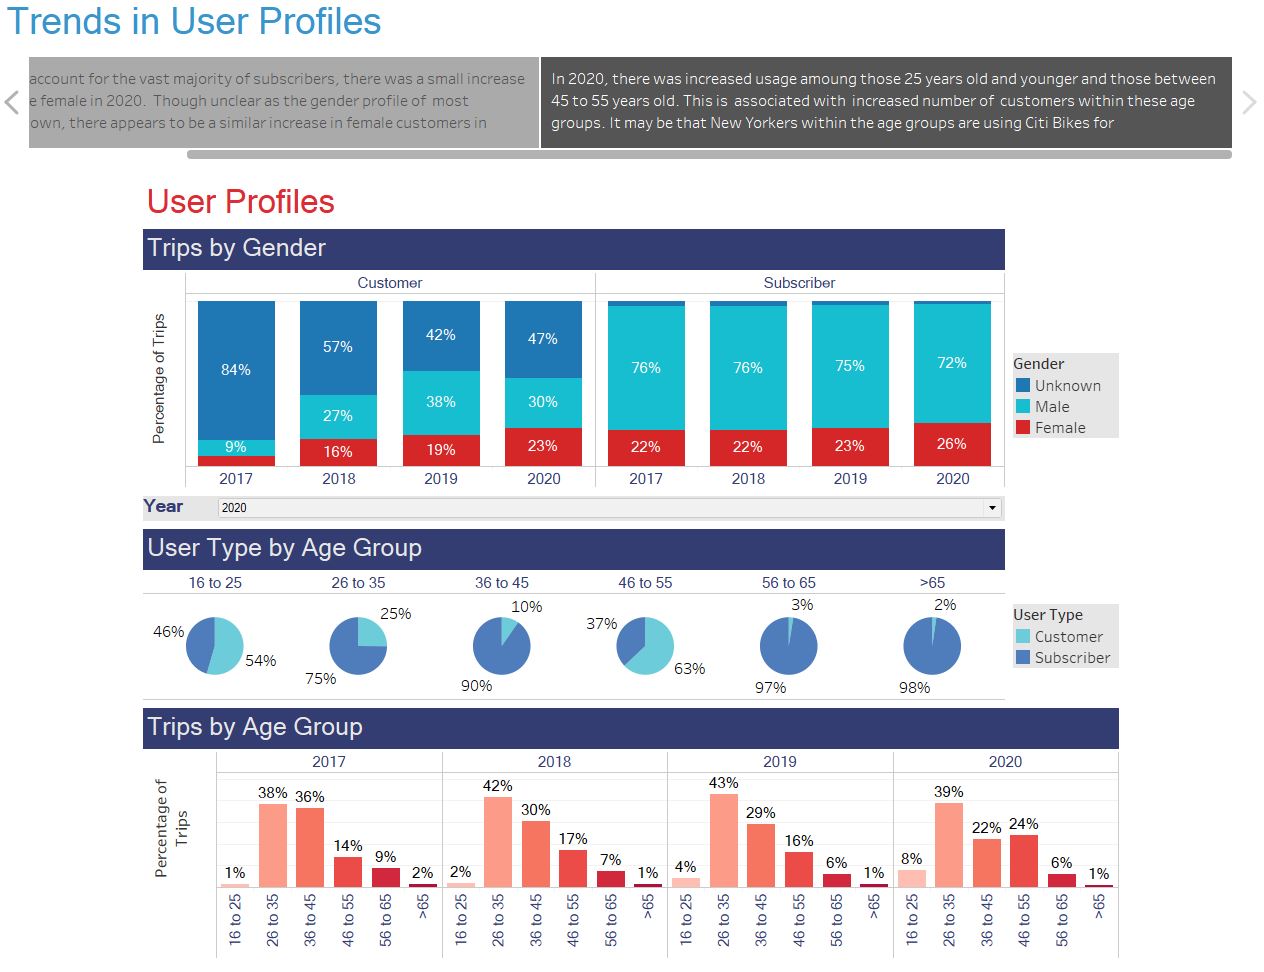 Trends in User Profiles
account for the vast majority of subscribers, there was a small increase
e female in 2020. Though unclear as the gender profile of most
own, there appears to be a similar increase in female customers in
In 2020, there was increased usage amoung those 25 years old and younger and those between
45 to 55 years old. This is associated with increased number of customers within these age
groups. It may be that New Yorkers within the age groups are using Citi Bikes for
User Profiles
Trips by Gender
Customer Subscriber
Percentage of Trips
84% 57% 42% 47% 76% 76% 75% 72%
9% 27% 38% 30%
16% 19% 23% 22% 22% 23% 26%
2017 2018 2019 2020 2017 2018 2019 2020
Gender
Unknown
Male
Female
Year 2020
User Type by Age Group
16 to 25 26 to 35 36 to 45 46 to 55 56 to 65 >65
46% 54% 25% 75% 10% 90% 37% 63% 3% 97% 2% 98%
User Type
Customer
Subscriber
Trips by Age Group
2017 2018 2019 2020
Percentage of
Trips
1% 38% 36% 14% 9% 2% 2% 42% 30% 17% 7% 1% 4% 43% 29% 16% 6% 1% 8% 39% 22% 24% 6% 1%
16 to 25 26 to 35 36 to 45 46 to 55 56 to 65 >65 16 to 25 26 to 35 36 to 45 46 to 55 56 to 65 >65 16 to 25 26 to 35 36 to 45 46 to 55 56 to 65 >65 16 to 25 26 to 35 36 to 45 46 to 55 56 to 65 >65